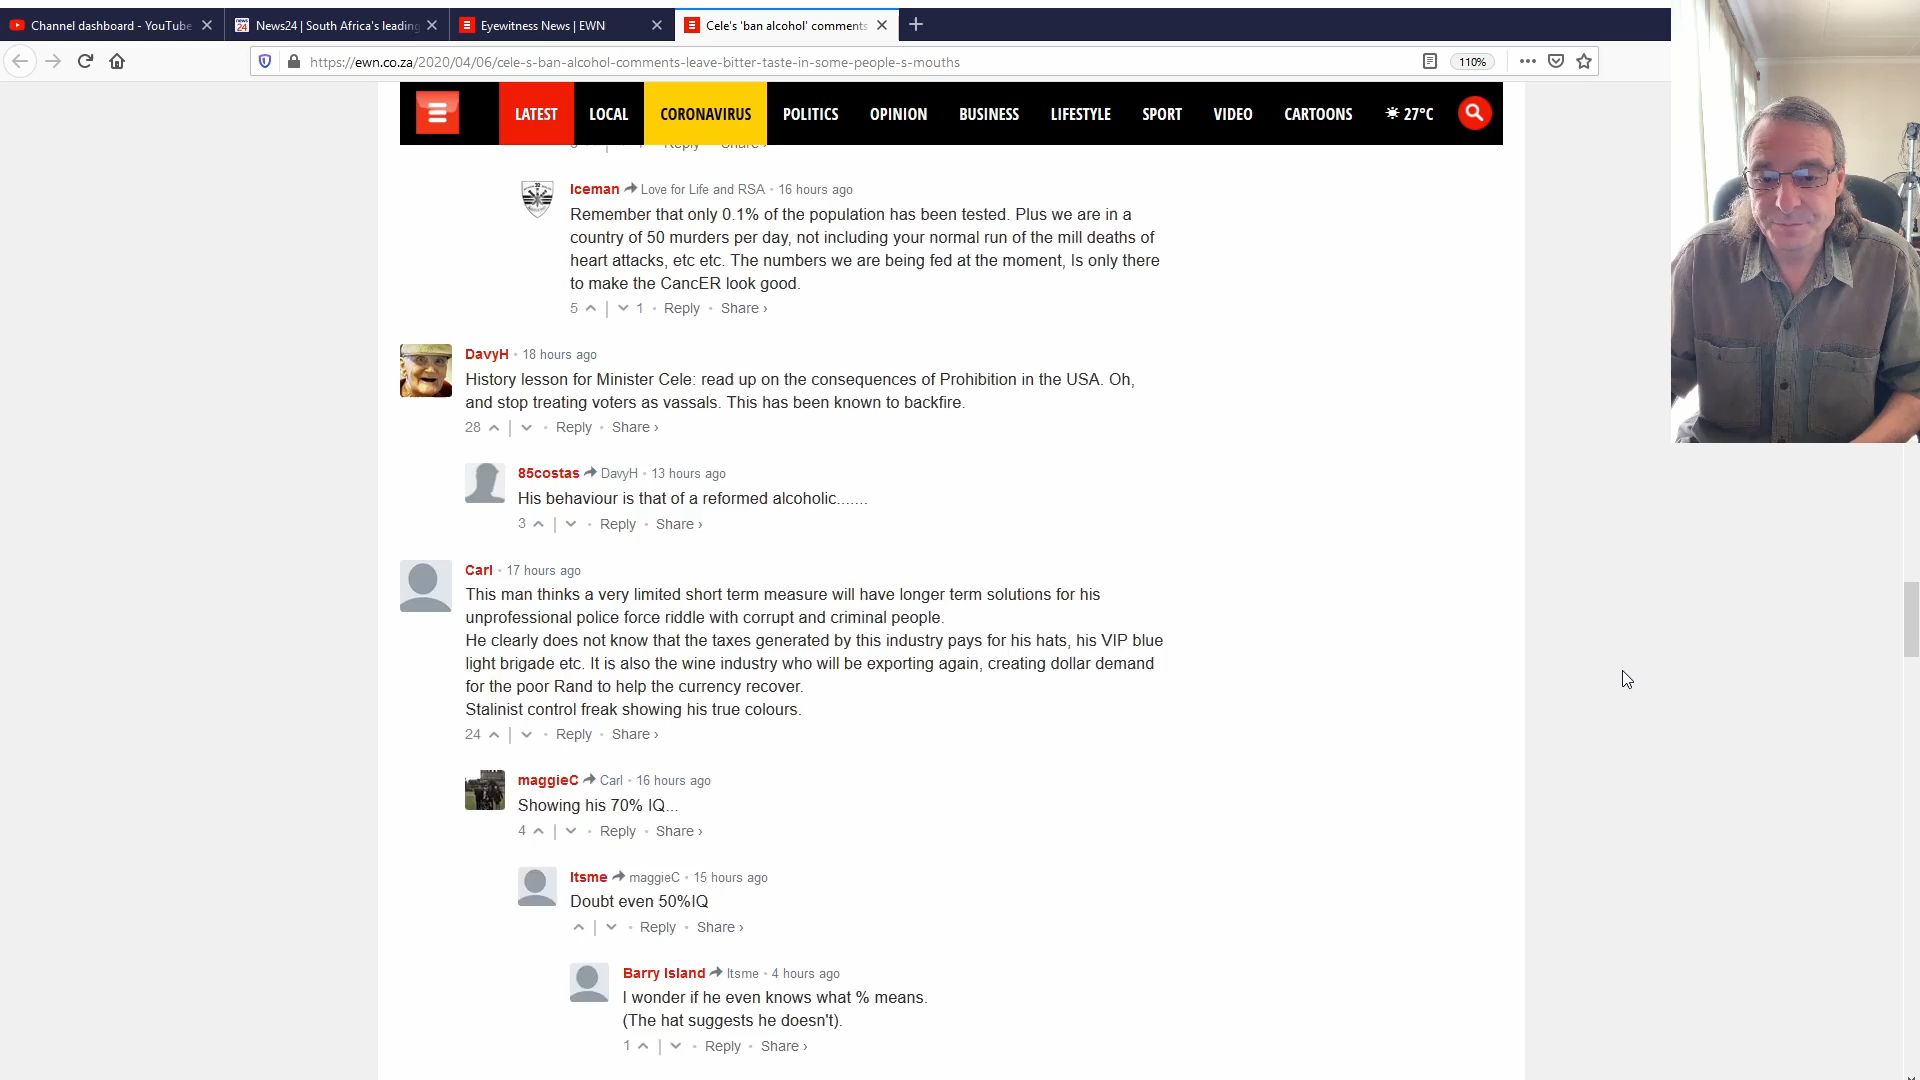 Channel dashboard - YouTube
News24 | South Africa's leading
Eyewitness News | EWN
Cele's 'ban alcohol' comments
https://ewn.co.za/2020/04/06/cele-s-ban-alcohol-comments-leave-bitter-taste-in-some-people-s-mouths
110%
LATEST LOCAL CORONAVIRUS POLITICS OPINION BUSINESS LIFESTYLE SPORT VIDEO CARTOONS 27°C
Reply Share ›
Iceman Love for Life and RSA • 16 hours ago
Remember that only 0.1% of the population has been tested. Plus we are in a
country of 50 murders per day, not including your normal run of the mill deaths of
heart attacks, etc etc. The numbers we are being fed at the moment, Is only there
to make the CancER look good.
5 | 1 • Reply • Share ›
DavyH • 18 hours ago
History lesson for Minister Cele: read up on the consequences of Prohibition in the USA. Oh,
and stop treating voters as vassals. This has been known to backfire.
28 | • Reply • Share ›
85costas DavyH • 13 hours ago
His behaviour is that of a reformed alcoholic.......
3 | • Reply • Share ›
Carl • 17 hours ago
This man thinks a very limited short term measure will have longer term solutions for his
unprofessional police force riddle with corrupt and criminal people.
He clearly does not know that the taxes generated by this industry pays for his hats, his VIP blue
light brigade etc. It is also the wine industry who will be exporting again, creating dollar demand
for the poor Rand to help the currency recover.
Stalinist control freak showing his true colours.
24 | • Reply • Share ›
maggieC Carl • 16 hours ago
Showing his 70% IQ...
4 | • Reply • Share ›
Itsme maggieC • 15 hours ago
Doubt even 50%IQ
| • Reply • Share ›
Barry Island Itsme • 4 hours ago
I wonder if he even knows what % means.
(The hat suggests he doesn't).
1 | • Reply • Share ›